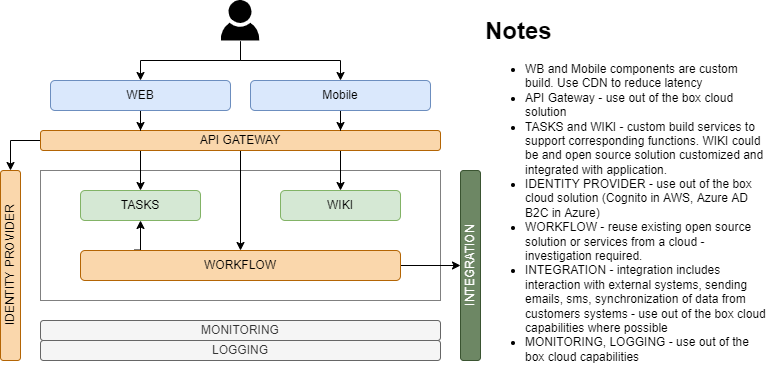 Notes
WEB
Mobile
API GATEWAY
TASKS
WIKI
WORKFLOW
IDENTITY PROVIDER
INTEGRATION
MONITORING
LOGGING
• WB and Mobile components are custom
build. Use CDN to reduce latency
• API Gateway - use out of the box cloud
solution
• TASKS and WIKI - custom build services to
support corresponding functions. WIKI could
be and open source solution customized and
integrated with application.
• IDENTITY PROVIDER - use out of the box
cloud solution (Cognito in AWS, Azure AD
B2C in Azure)
• WORKFLOW - reuse existing open source
solution or services from a cloud -
investigation required.
• INTEGRATION - integration includes
interaction with external systems, sending
emails, sms, synchronization of data from
customers systems - use out of the box cloud
capabilities where possible
• MONITORING, LOGGING - use out of the
box cloud capabilities